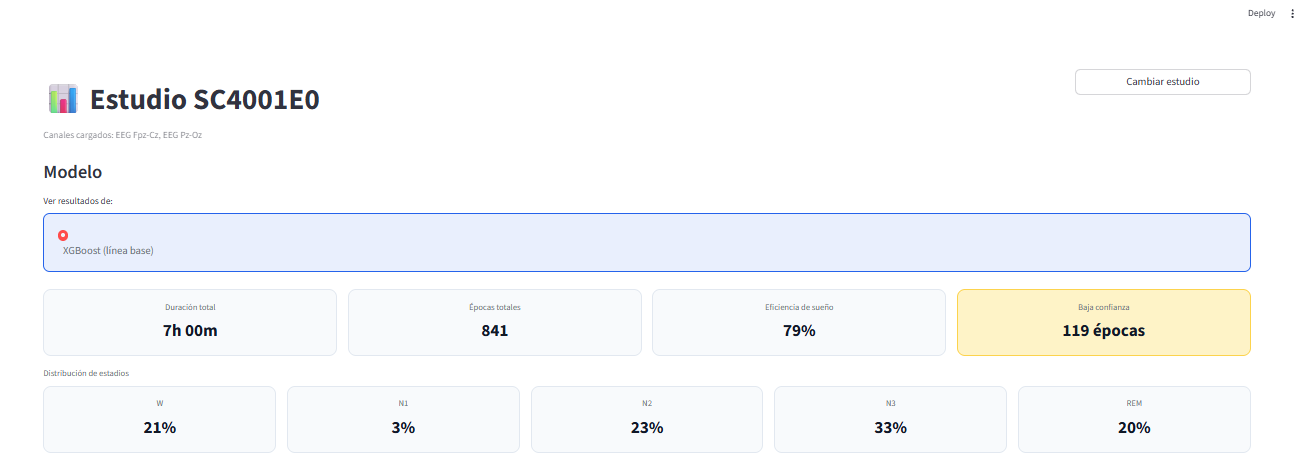 Deploy
Estudio SC4001E0
Cambiar estudio
Canales cargados: EEG Fpz-Cz, EEG Pz-Oz
Modelo
Ver resultados de:
XGBoost (línea base)
Duración total
7h 00m
Épocas totales
841
Eficiencia de sueño
79%
Baja confianza
119 épocas
Distribución de estadios
W
21%
N1
3%
N2
23%
N3
33%
REM
20%